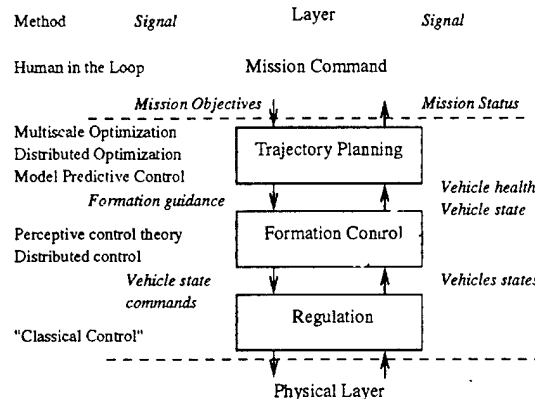 Method Signal Layer Signal
Human in the Loop Mission Command
Mission Objectives Mission Status
Multiscale Optimization
Distributed Optimization
Model Predictive Control
Trajectory Planning
Formation guidance
Vehicle health
Vehicle state
Perceptive control theory
Distributed control
Formation Control
Vehicle state
commands
Vehicles states
Regulation
"Classical Control"
Physical Layer